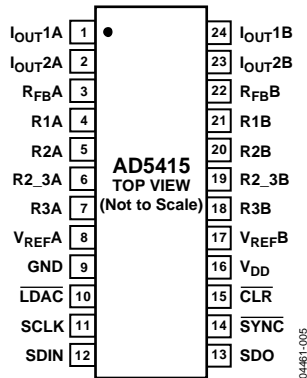 IOUT1A 1 24 IOUT1B
IOUT2A 2 23 IOUT2B
RFBA 3 22 RFBB
R1A 4 21 R1B
R2A 5 20 R2B
R2_3A 6 19 R2_3B
R3A 7 18 R3B
VREFA 8 17 VREFB
GND 9 16 VDD
LDAC 10 15 CLR
SCLK 11 14 SYNC
SDIN 12 13 SDO
AD5415
TOP VIEW
(Not to Scale)
04461-005